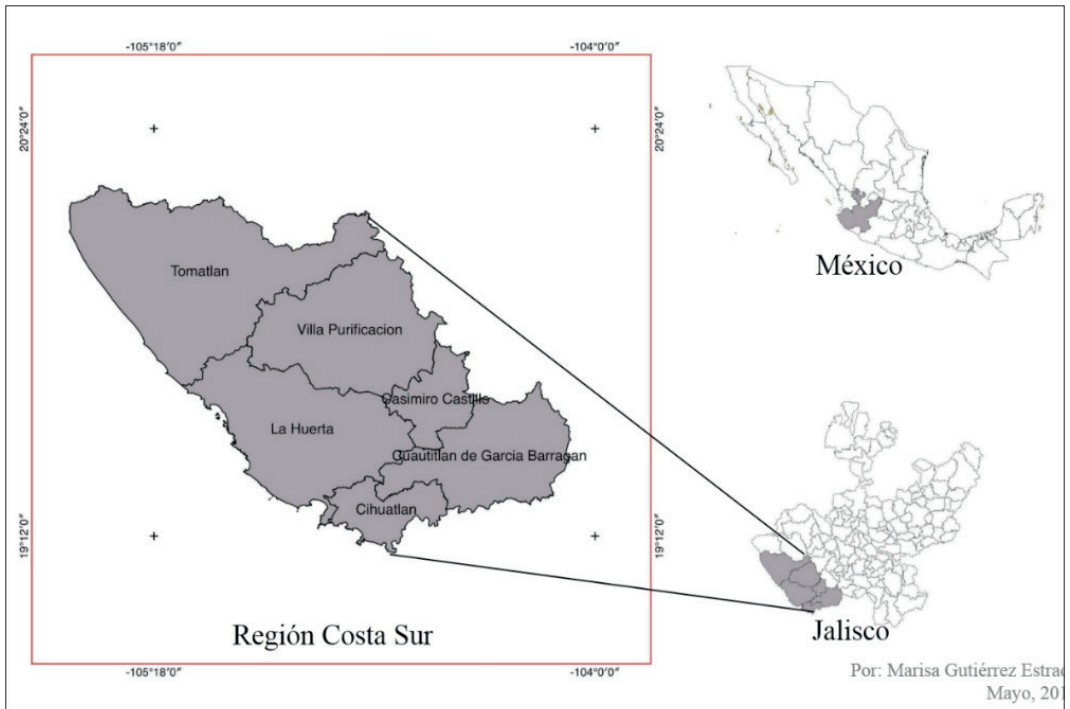 -105°18′0″
-104°0′0″
20°24′0″
20°24′0″
Tomatlan
Villa Purificacion
Casimiro Castillo
La Huerta
Cuautitlan de Garcia Barragan
Cihuatlan
19°12′0″
19°12′0″
Región Costa Sur
-105°18′0″
-104°0′0″
México
Jalisco
Por: Marisa Gutiérrez
Mayo,